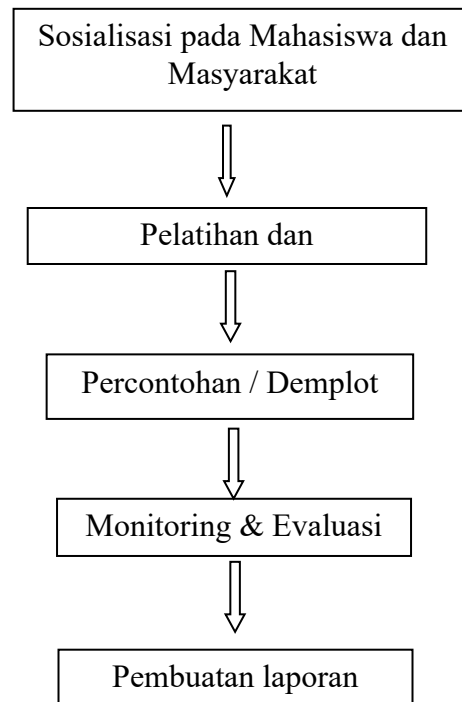 Sosialisasi pada Mahasiswa dan
Masyarakat
Pelatihan dan
Percontohan / Demplot
Monitoring & Evaluasi
Pembuatan laporan